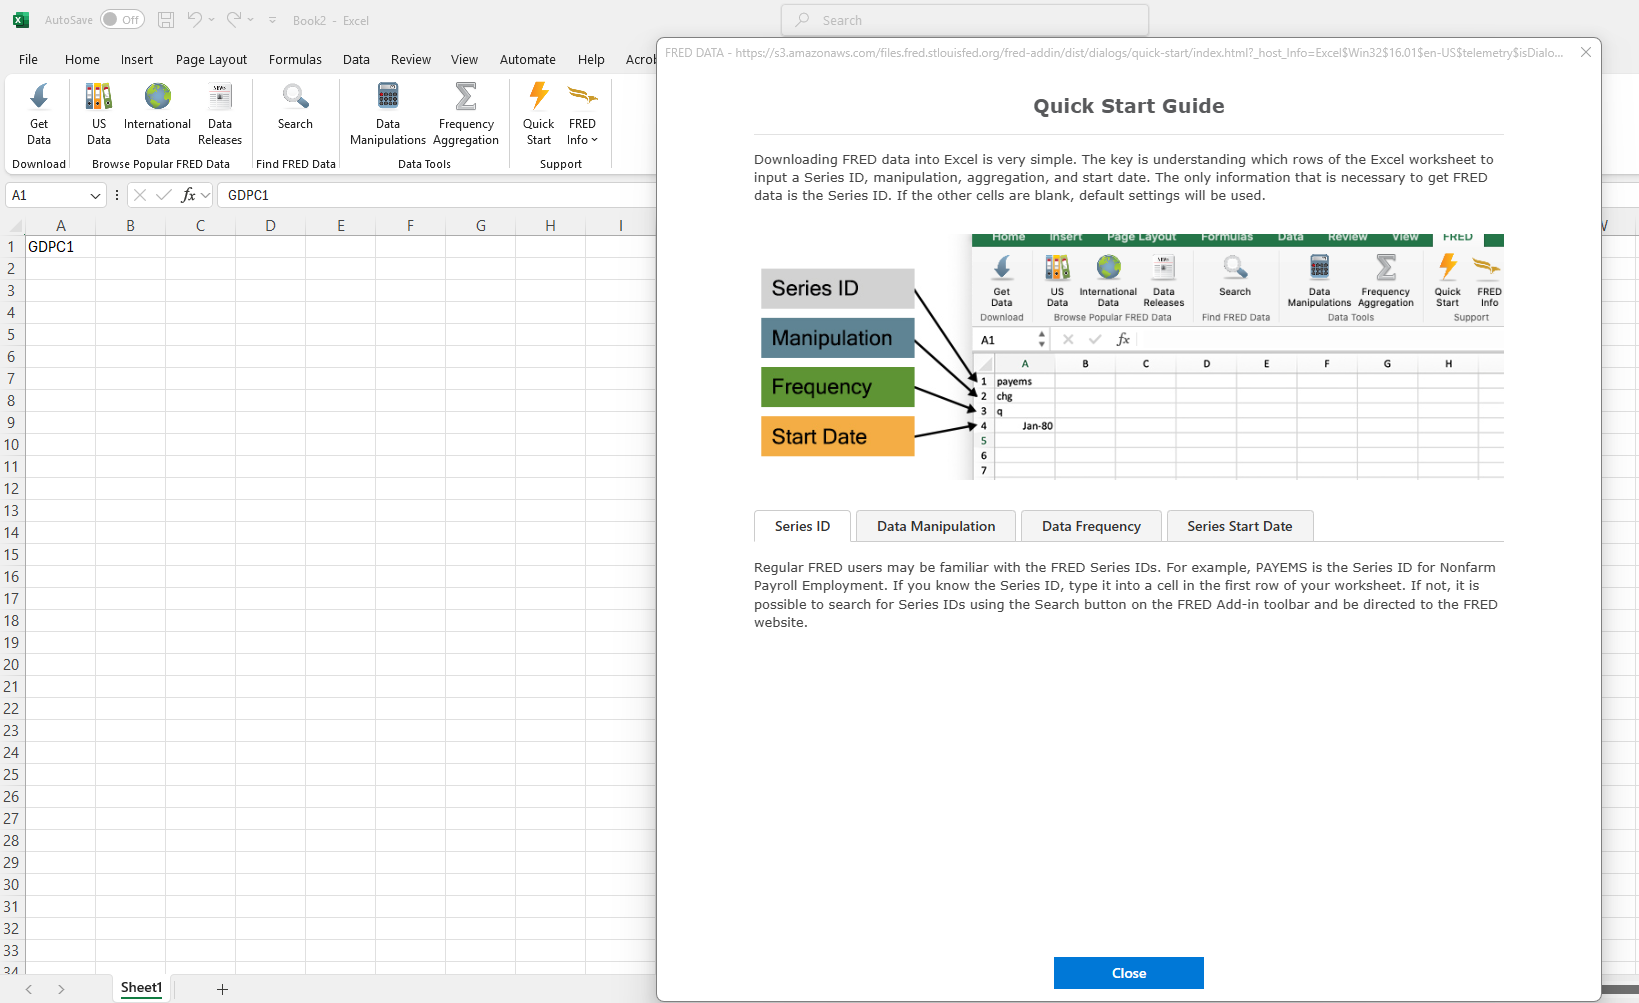 AutoSave Off Book2 - Excel
Search
File Home Insert Page Layout Formulas Data Review View Automate Help
FRED DATA - https://s3.amazonaws.com/files.fred.stlouisfed.org/fred-addin/dist/dialogs/quick-start/index.html?_host_Info=Excel$Win32$16.01$en-US$telemetry$isDialo...
Get Data
US Data
International Data
Data Releases
Search
Data Manipulations
Frequency Aggregation
Quick Start
FRED Info
Download
Browse Popular FRED Data
Find FRED Data
Data Tools
Support
A1 fx GDPC1
A B C D E F G H I
1 GDPC1
2
3
4
5
6
7
8
9
10
11
12
13
14
15
16
17
18
19
20
21
22
23
24
25
26
27
28
29
30
31
32
33
34
Sheet1
Quick Start Guide
Downloading FRED data into Excel is very simple. The key is understanding which rows of the Excel worksheet to
input a Series ID, manipulation, aggregation, and start date. The only information that is necessary to get FRED
data is the Series ID. If the other cells are blank, default settings will be used.
Series ID
Manipulation
Frequency
Start Date
Home Insert Page Layout Formulas Data Review View FRED
Get Data
US Data
International Data
Data Releases
Search
Data Manipulations
Frequency Aggregation
Quick Start
FRED Info
Download
Browse Popular FRED Data
Find FRED Data
Data Tools
Support
A1 fx
A B C D E F G H
1 payems
2 chg
3 q
4 Jan-80
5
6
7
Series ID Data Manipulation Data Frequency Series Start Date
Regular FRED users may be familiar with the FRED Series IDs. For example, PAYEMS is the Series ID for Nonfarm
Payroll Employment. If you know the Series ID, type it into a cell in the first row of your worksheet. If not, it is
possible to search for Series IDs using the Search button on the FRED Add-in toolbar and be directed to the FRED
website.
Close